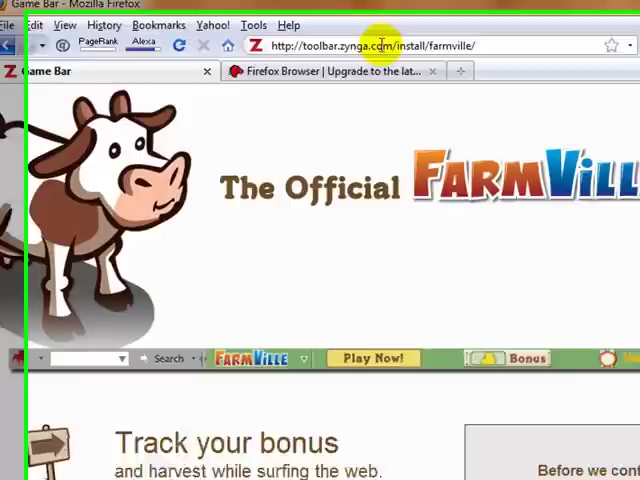 Game Bar - Mozilla Firefox
File Edit View History Bookmarks Yahoo! Tools Help
PageRank Alexa Z http://toolbar.zynga.com/install/farmville/
Z Game Bar Firefox Browser | Upgrade to the lat...
The Official FARMVILL
Search FARMVILLE Play Now! Bonus
Track your bonus
and harvest while surfing the web.
Before we cont